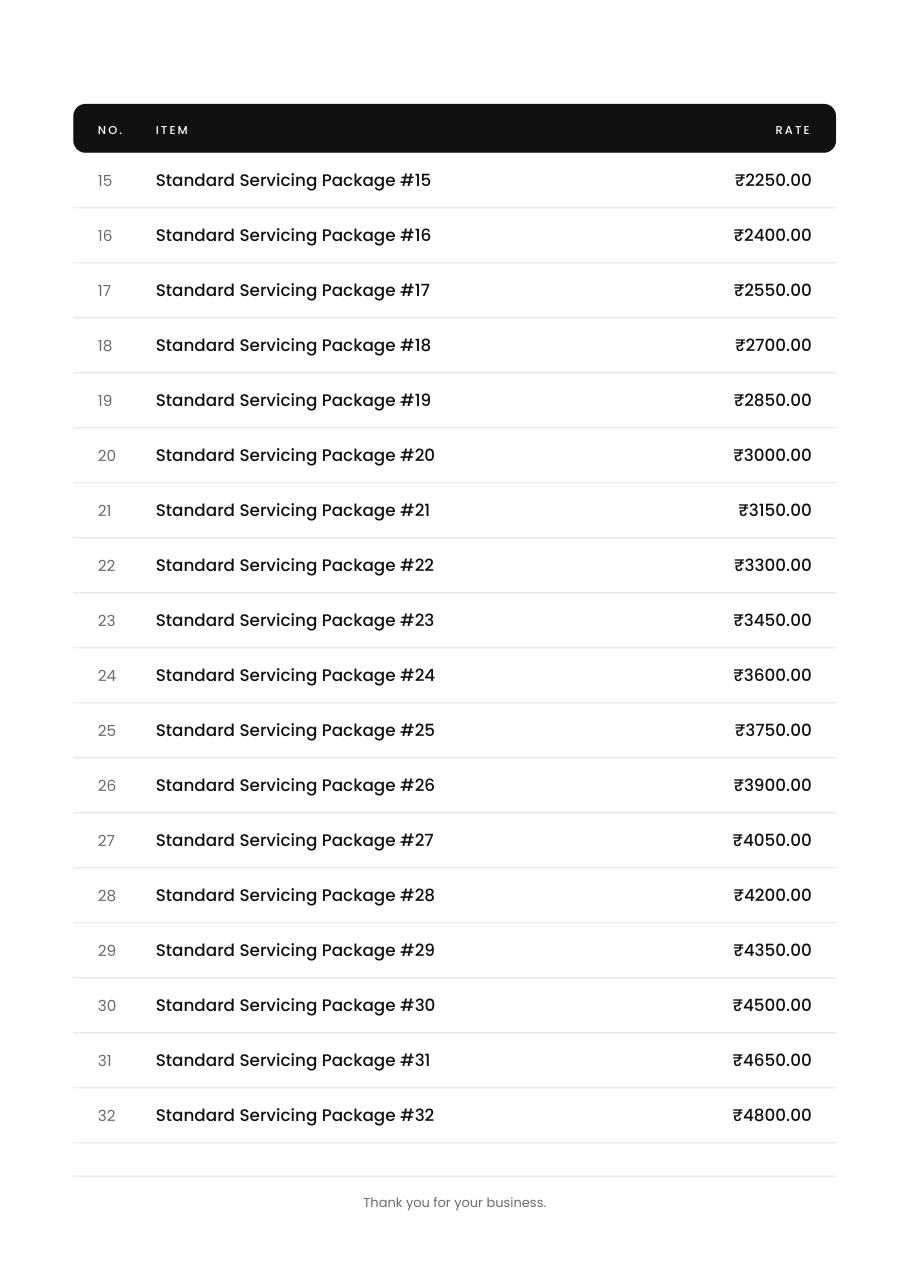 NO. ITEM RATE
15 Standard Servicing Package #15 ₹2250.00
16 Standard Servicing Package #16 ₹2400.00
17 Standard Servicing Package #17 ₹2550.00
18 Standard Servicing Package #18 ₹2700.00
19 Standard Servicing Package #19 ₹2850.00
20 Standard Servicing Package #20 ₹3000.00
21 Standard Servicing Package #21 ₹3150.00
22 Standard Servicing Package #22 ₹3300.00
23 Standard Servicing Package #23 ₹3450.00
24 Standard Servicing Package #24 ₹3600.00
25 Standard Servicing Package #25 ₹3750.00
26 Standard Servicing Package #26 ₹3900.00
27 Standard Servicing Package #27 ₹4050.00
28 Standard Servicing Package #28 ₹4200.00
29 Standard Servicing Package #29 ₹4350.00
30 Standard Servicing Package #30 ₹4500.00
31 Standard Servicing Package #31 ₹4650.00
32 Standard Servicing Package #32 ₹4800.00
Thank you for your business.